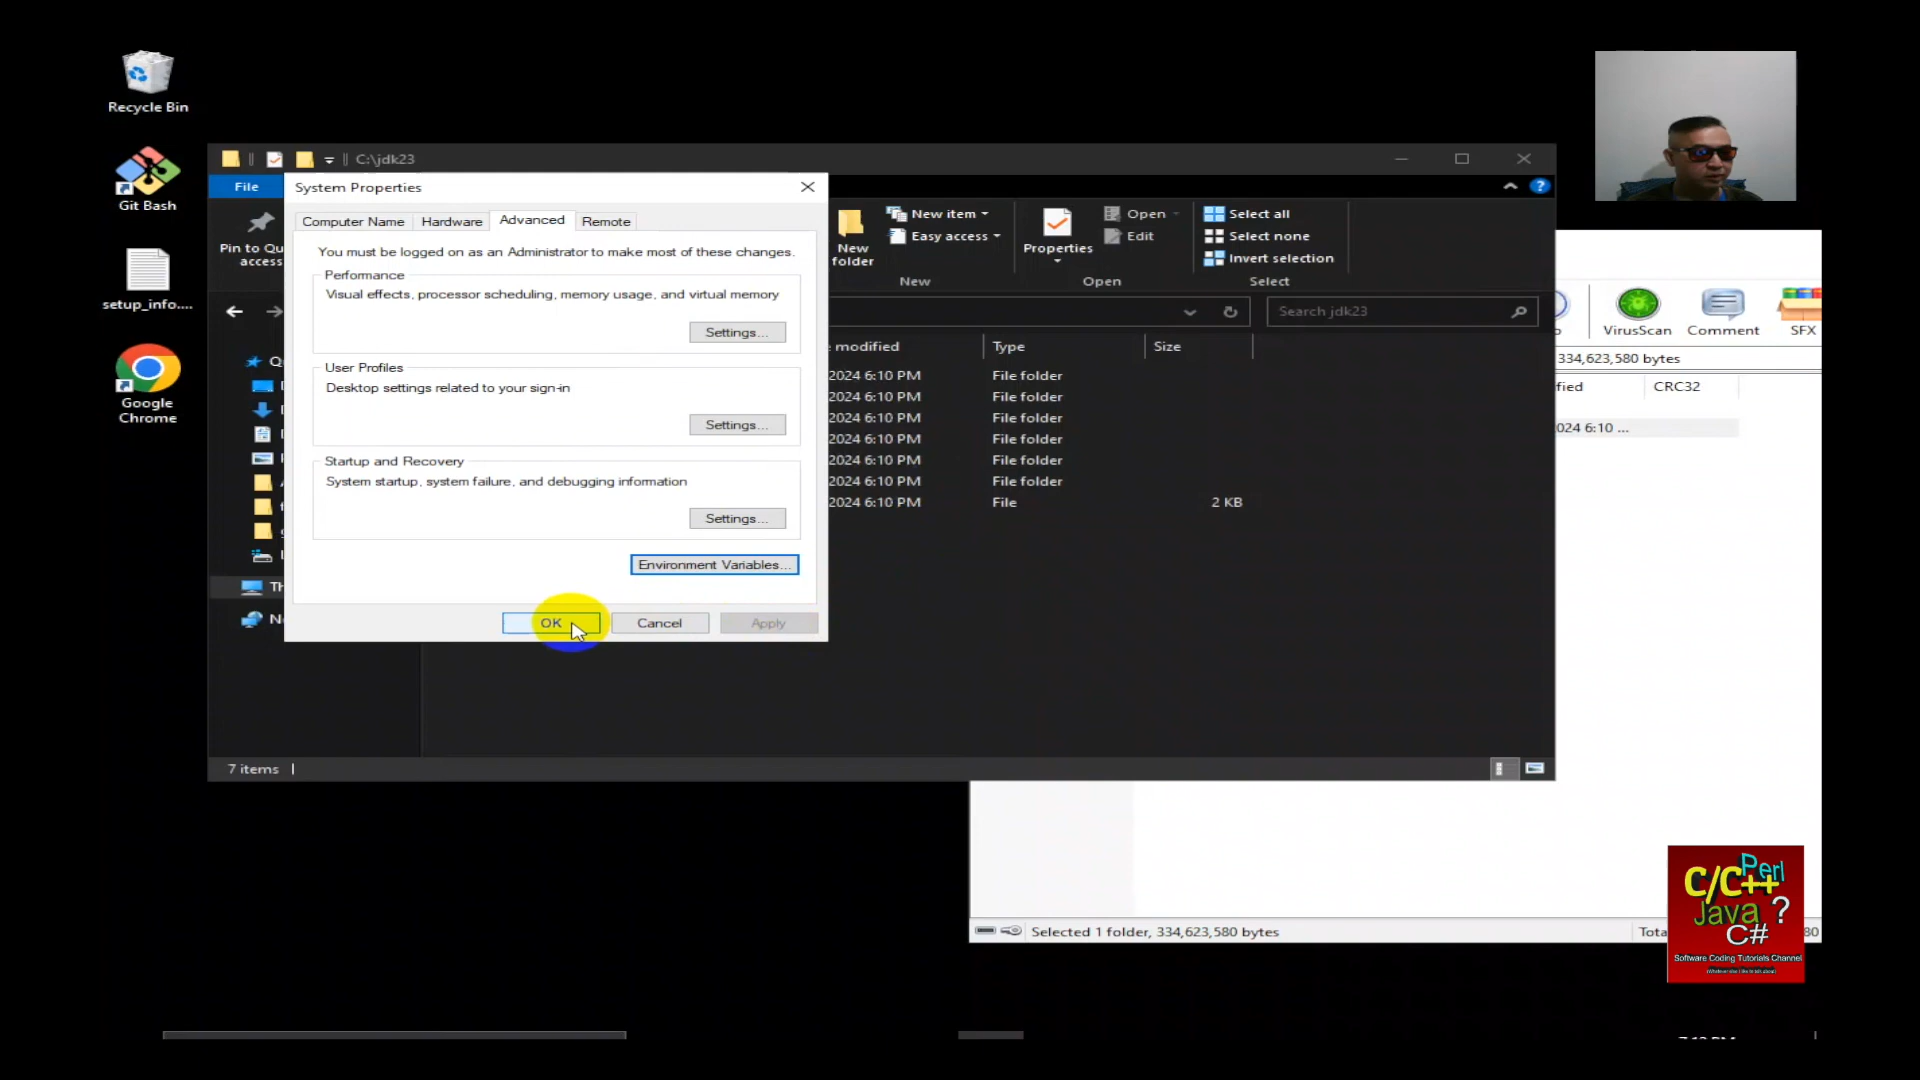 Recycle Bin
Git Bash
setup_info....
Google
Chrome
C:\jdk23
File
System Properties
Computer Name
Hardware
Advanced
Remote
You must be logged on as an Administrator to make most of these changes.
Performance
Visual effects, processor scheduling, memory usage, and virtual memory
Settings...
User Profiles
Desktop settings related to your sign-in
Settings...
Startup and Recovery
System startup, system failure, and debugging information
Settings...
Environment Variables...
OK
Cancel
Apply
Pin to Qu
access
New
folder
New item
Easy access
New
Properties
Open
Edit
Open
Select all
Select none
Invert selection
Select
Search jdk23
modified
Type
Size
2024 6:10 PM
File folder
2024 6:10 PM
File folder
2024 6:10 PM
File folder
2024 6:10 PM
File folder
2024 6:10 PM
File folder
2024 6:10 PM
File folder
2024 6:10 PM
File
2 KB
7 items
VirusScan
Comment
SFX
334,623,580 bytes
CRC32
Selected 1 folder, 334,623,580 bytes
C/C++
Perl
Java
?
C#
Software Coding Tutorials Channel